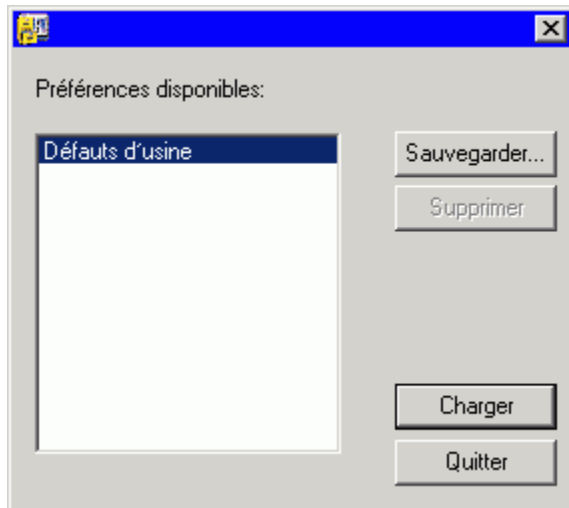 Préférences disponibles:
Défauts d'usine
Sauvegarder...
Supprimer
Charger
Quitter